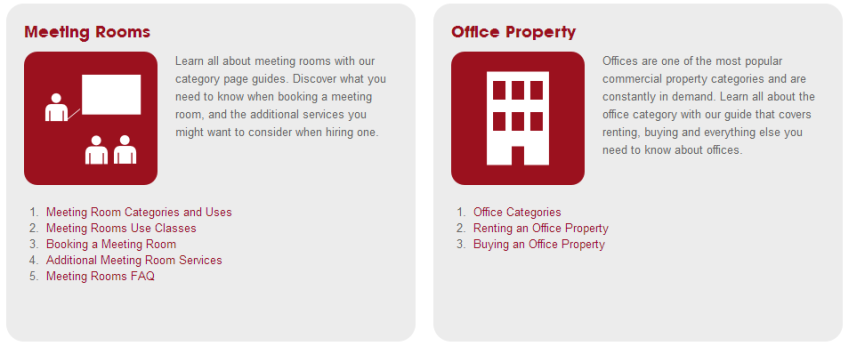 Meeting Rooms
Learn all about meeting rooms with our
category page guides. Discover what you
need to know when booking a meeting
room, and the additional services you
might want to consider when hiring one.
1. Meeting Room Categories and Uses
2. Meeting Rooms Use Classes
3. Booking a Meeting Room
4. Additional Meeting Room Services
5. Meeting Rooms FAQ
Office Property
Offices are one of the most popular
commercial property categories and are
constantly in demand. Learn all about the
office category with our guide that covers
renting, buying and everything else you
need to know about offices.
1. Office Categories
2. Renting an Office Property
3. Buying an Office Property